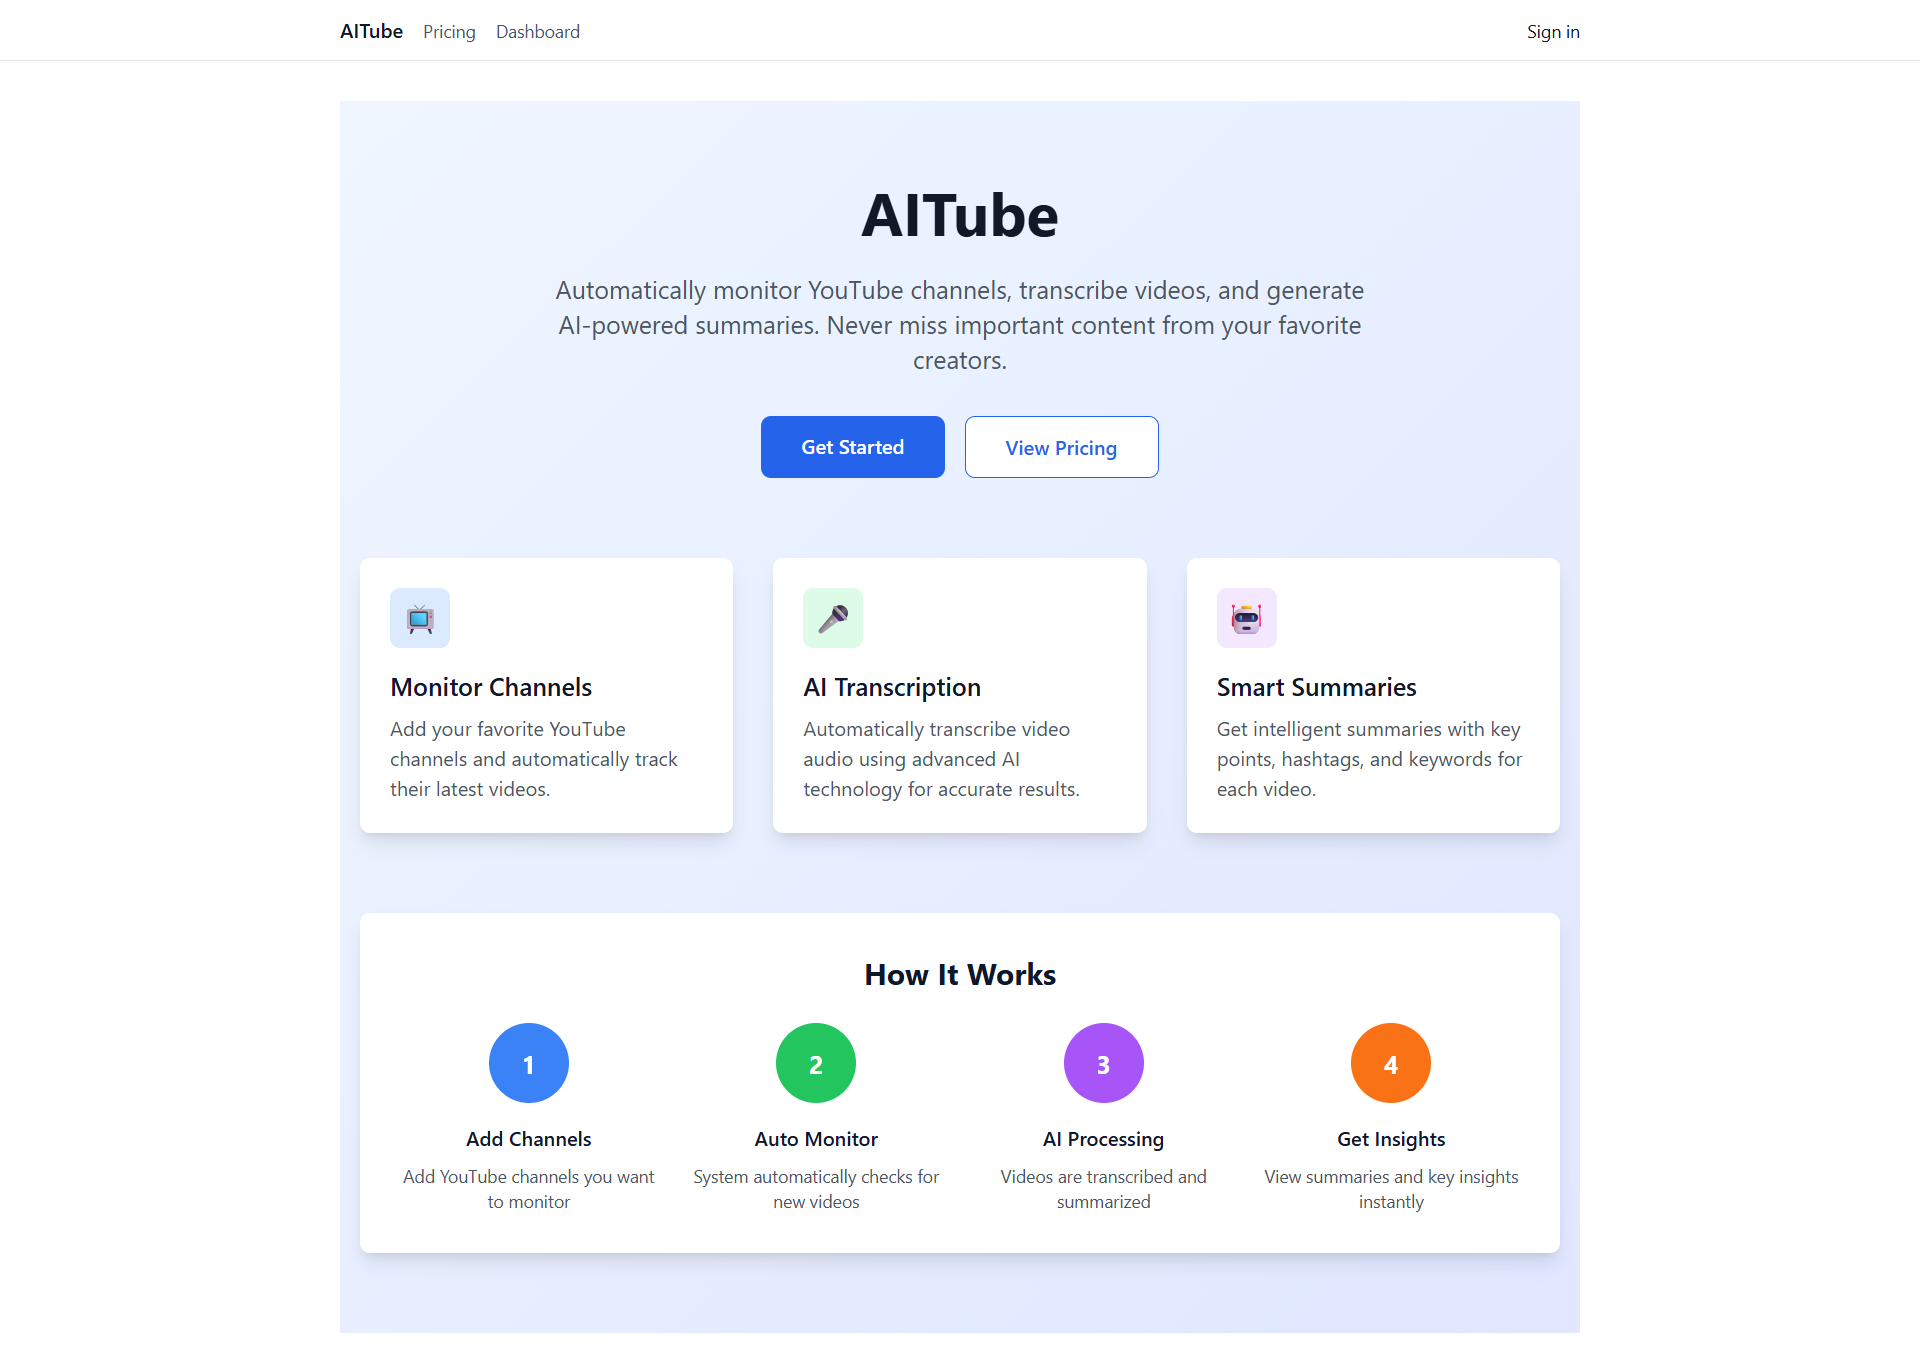 AITube
Pricing
Dashboard
Sign in
AITube
Automatically monitor YouTube channels, transcribe videos, and generate
AI-powered summaries. Never miss important content from your favorite
creators.
Get Started
View Pricing
Monitor Channels
Add your favorite YouTube
channels and automatically track
their latest videos.
AI Transcription
Automatically transcribe video
audio using advanced AI
technology for accurate results.
Smart Summaries
Get intelligent summaries with key
points, hashtags, and keywords for
each video.
How It Works
1
Add Channels
Add YouTube channels you want
to monitor
2
Auto Monitor
System automatically checks for
new videos
3
AI Processing
Videos are transcribed and
summarized
4
Get Insights
View summaries and key insights
instantly